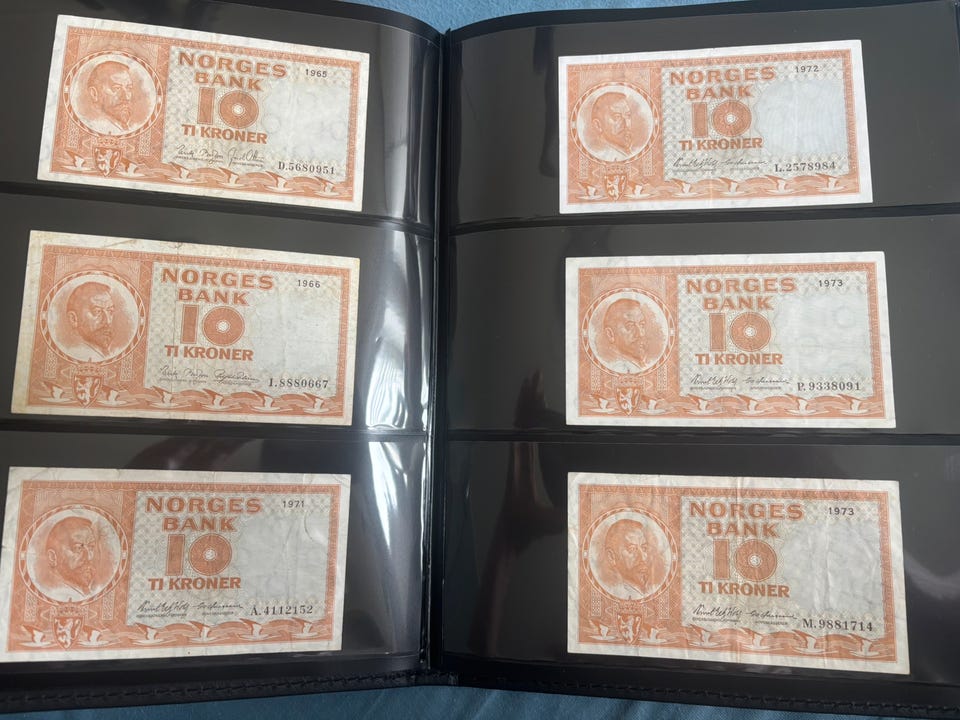 NORGES 1965
BANK
10
TI KRONER
D.5680951
NORGES 1966
BANK
10
TI KRONER
I.8880667
NORGES 1971
BANK
10
TI KRONER
A.4112152
NORGES 1972
BANK
10
TI KRONER
L.2578984
NORGES 1973
BANK
10
TI KRONER
P.9338091
NORGES 1973
BANK
10
TI KRONER
M.9881714